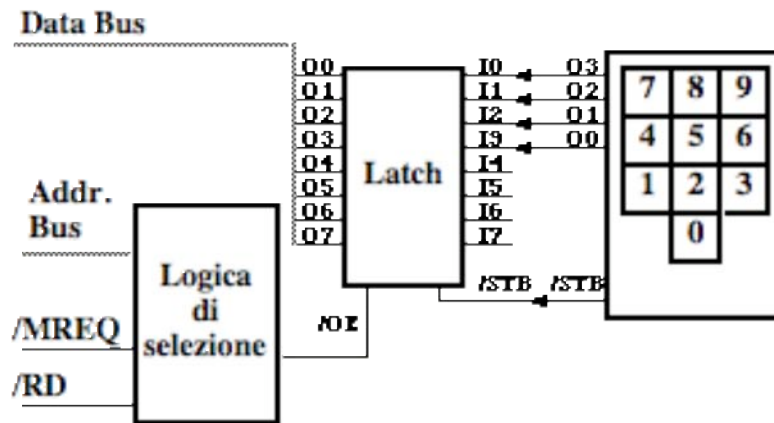 Data Bus
O0 I0 O3
O1 I1 O2
O2 I2 O1
O3 I3 O0
O4 I4
O5 I5
O6 I6
O7 I7
Latch
7 8 9
4 5 6
1 2 3
0
Addr.
Bus
Logica
di
selezione
/MREQ
/RD
/OE
/STB /STB